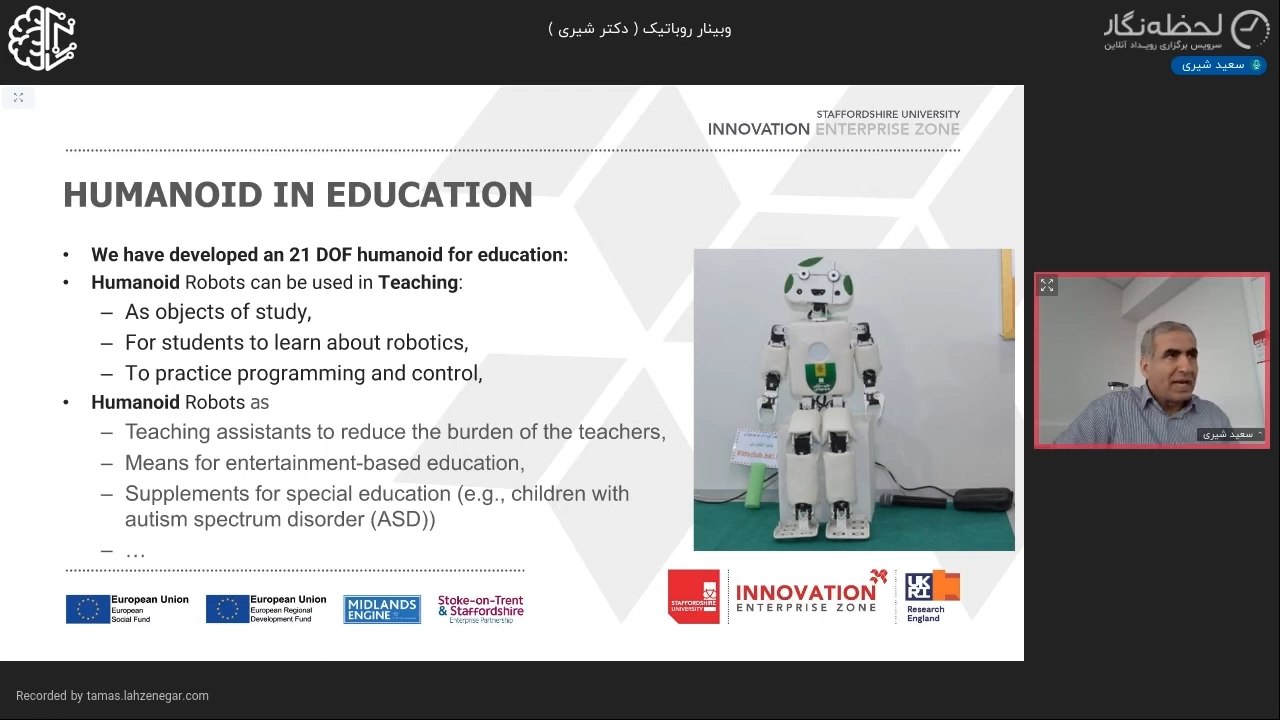 وبینار روباتیک ( دکتر شیری )
لحظه‌نگار
سرویس برگزاری رویـداد آنلاین
سعید شیری
STAFFORDSHIRE UNIVERSITY
INNOVATION ENTERPRISE ZONE
HUMANOID IN EDUCATION
• We have developed an 21 DOF humanoid for education:
• Humanoid Robots can be used in Teaching:
– As objects of study,
– For students to learn about robotics,
– To practice programming and control,
• Humanoid Robots as
– Teaching assistants to reduce the burden of the teachers,
– Means for entertainment-based education,
– Supplements for special education (e.g., children with
autism spectrum disorder (ASD))
– …
سعید شیری
European Union
European
Social Fund
European Union
European Regional
Development Fund
MIDLANDS
ENGINE
Stoke-on-Trent
& Staffordshire
Enterprise Partnership
STAFFORDSHIRE
UNIVERSITY
INNOVATION
ENTERPRISE ZONE
UK
RI
Research
England
Recorded by tamas.lahzenegar.com